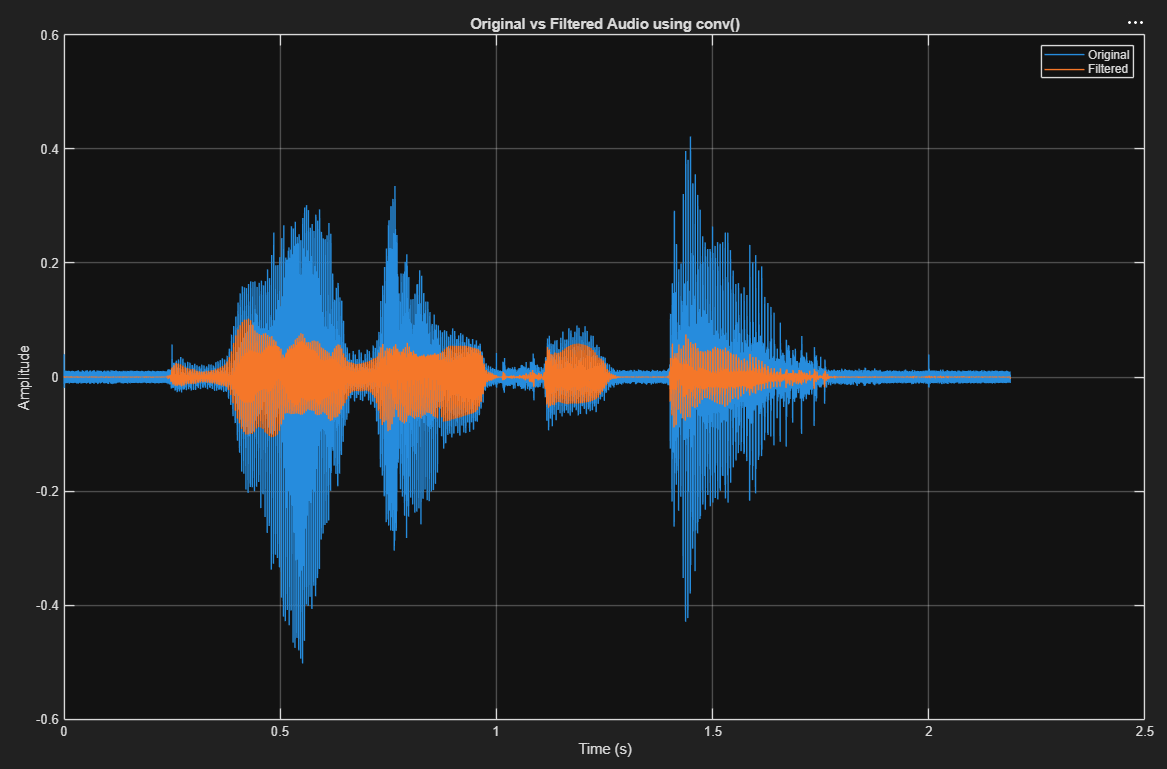 Original vs Filtered Audio using conv()
Original
Filtered
0.6
0.4
0.2
0
-0.2
-0.4
-0.6
Amplitude
0
0.5
1
1.5
2
2.5
Time (s)